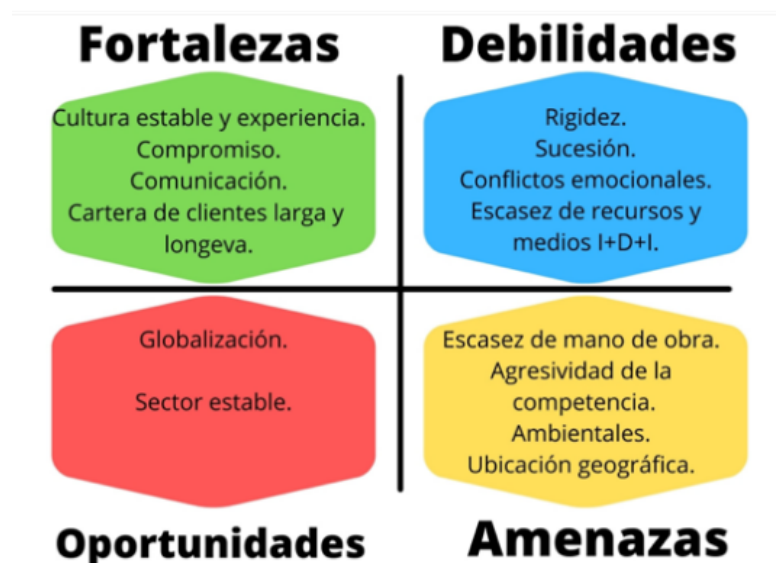 Fortalezas
Cultura estable y experiencia.
Compromiso.
Comunicación.
Cartera de clientes larga y
longeva.
Debilidades
Rigidez.
Sucesión.
Conflictos emocionales.
Escasez de recursos y
medios I+D+I.
Globalización.
Sector estable.
Oportunidades
Escasez de mano de obra.
Agresividad de la
competencia.
Ambientales.
Ubicación geográfica.
Amenazas